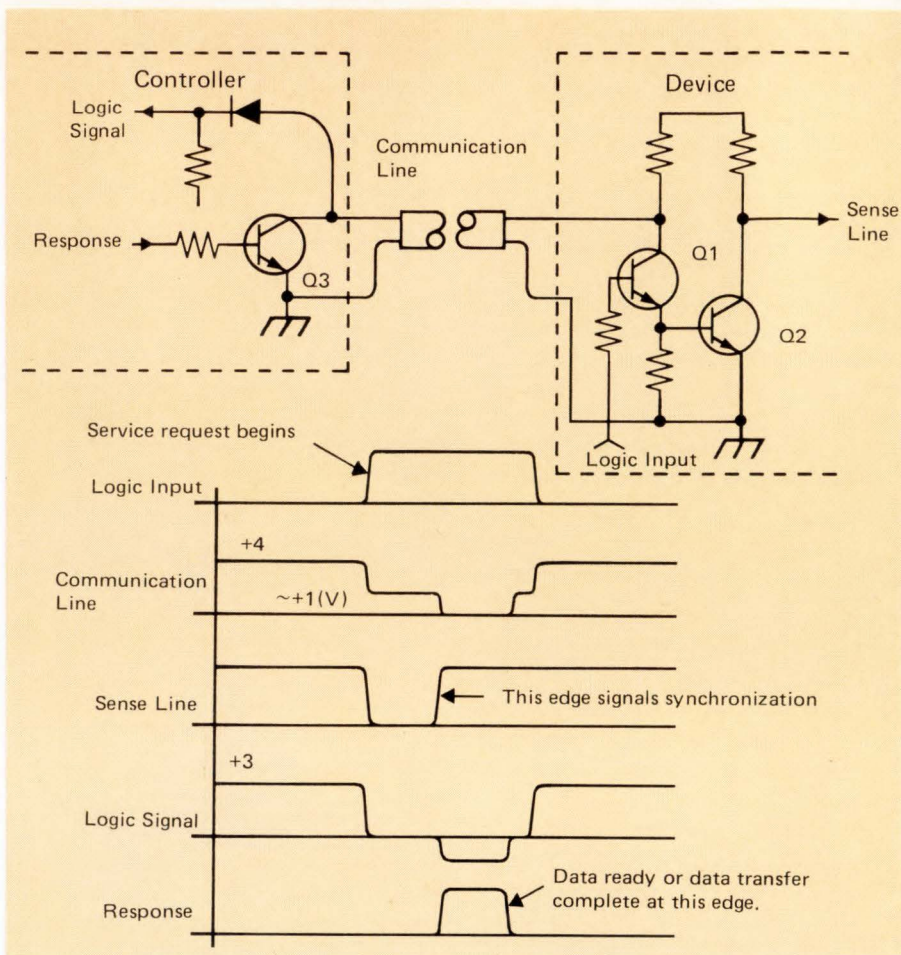 Controller
Logic
Signal
Response
Q3
Communication
Line
Device
Sense
Line
Q1
Q2
Logic Input
Service request begins
Logic Input
+4
Communication
Line
~+1(V)
Sense Line
This edge signals synchronization
+3
Logic Signal
Response
Data ready or data transfer
complete at this edge.